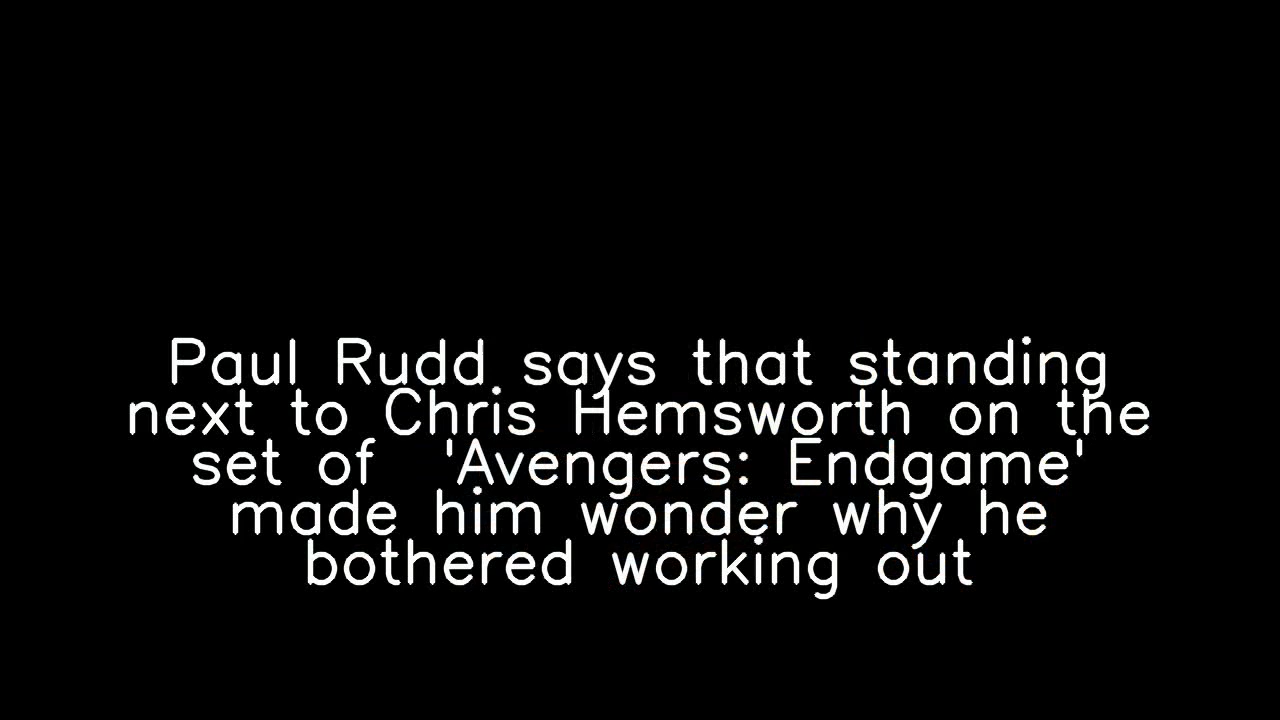 Paul Rudd says that standing
next to Chris Hemsworth on the
set of  'Avengers: Endgame'
made him wonder why he
bothered working out